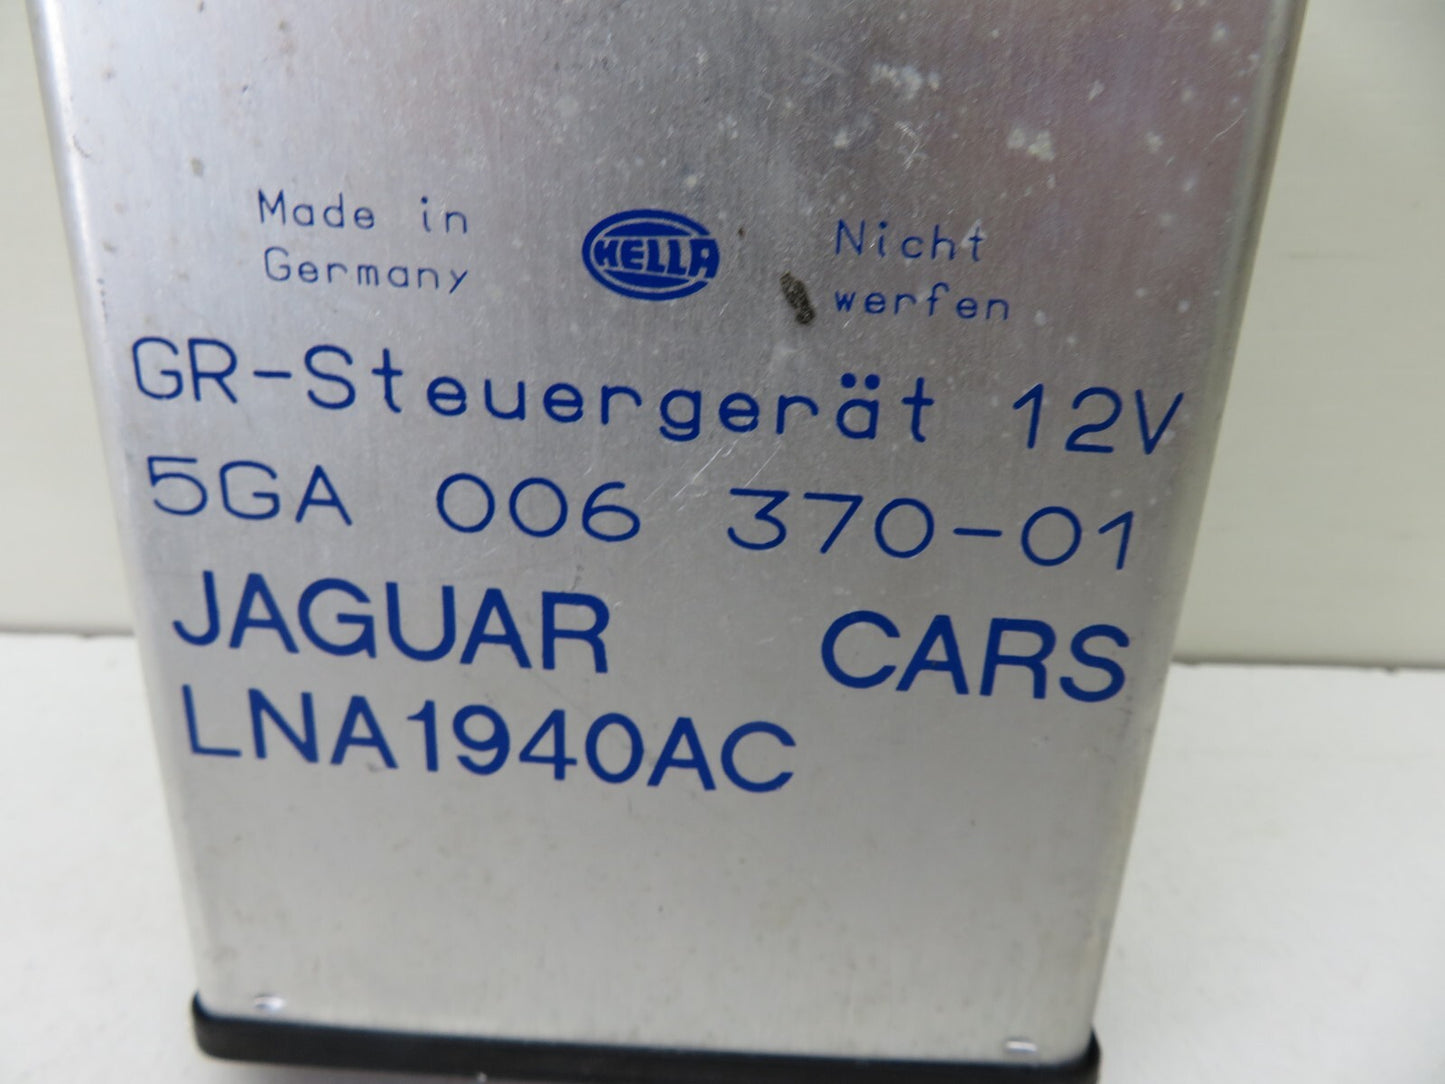 Made in
Germany
HELLA
Nicht
werfen
GR-Steuergerät 12V
5GA 006 370-01
JAGUAR CARS
LNA1940AC